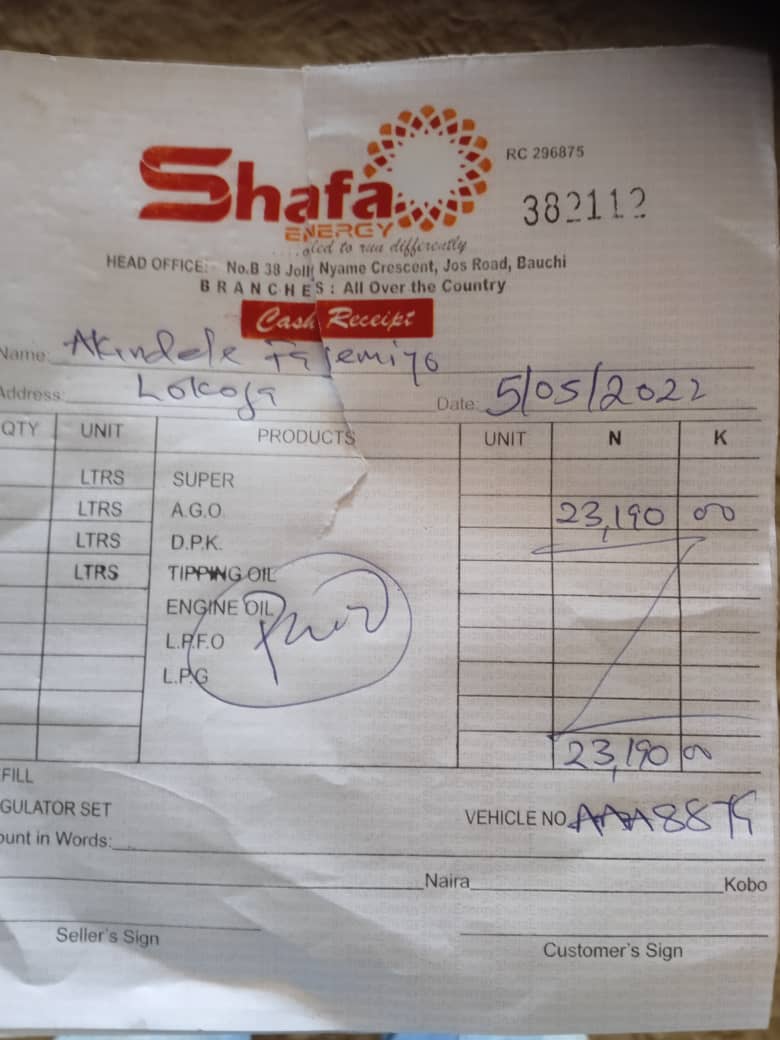 Shafa
ENERGY
RC 296875
382112
to run differently
HEAD OFFICE:- No.B 38 Jolly Nyame Crescent, Jos Road, Bauchi
BRANCHES: All Over the Country
Cash Receipt
Name: Akindele
Address: Lokoja Date: 5/05/2022
QTY UNIT PRODUCTS UNIT N K
LTRS SUPER
LTRS A.G.O. 23,190 00
LTRS D.P.K.
LTRS TIPPING OIL
ENGINE OIL
L.P.F.O
L.P.G
23,190 00
FILL
GULATOR SET VEHICLE NO
ount in Words:
Naira Kobo
Seller's Sign Customer's Sign